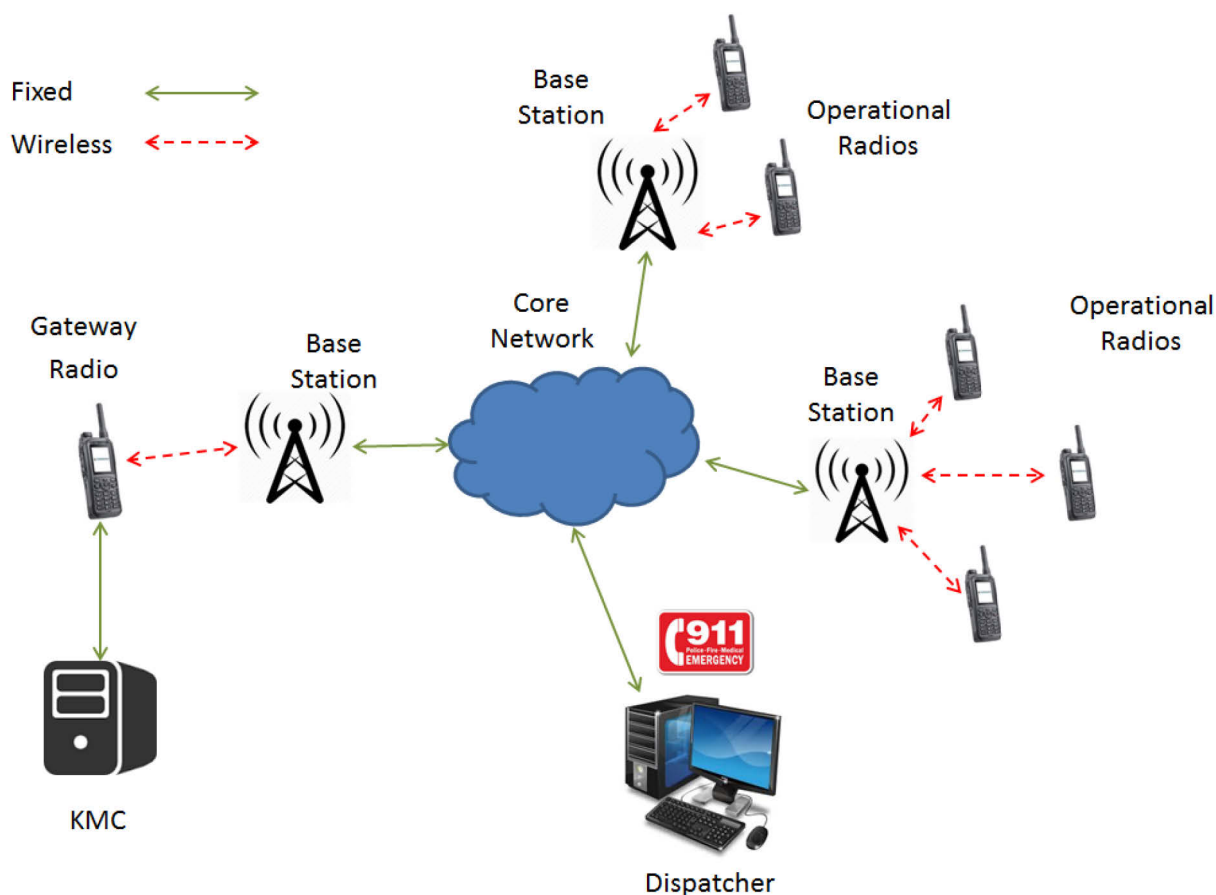 Fixed
Wireless
Base
Station
Operational
Radios
Core
Network
Gateway
Radio
Base
Station
Operational
Radios
Base
Station
911
Police-Fire-Medical
EMERGENCY
KMC
Dispatcher